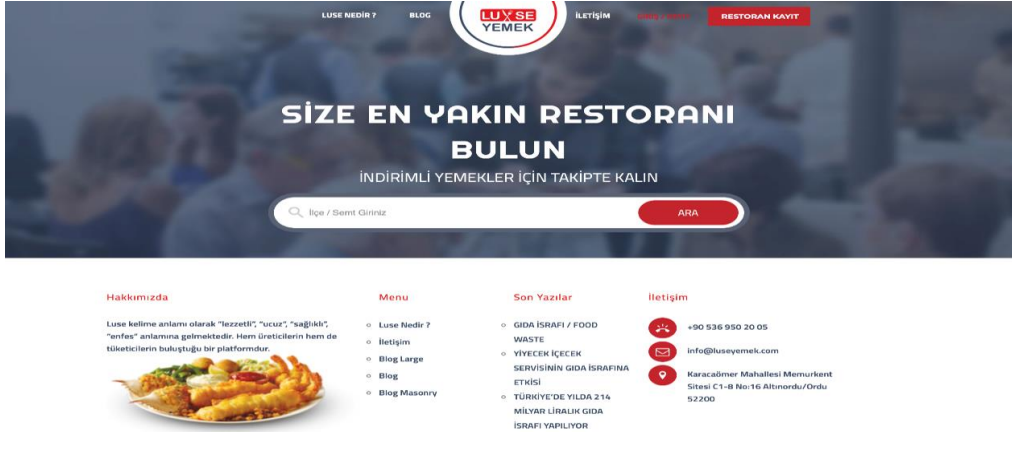 LUSE NEDİR ?
BLOG
LUXSE
YEMEK
İLETİŞİM
RESTORAN KAYIT
SİZE EN YAKIN RESTORANI
BULUN
İNDİRİMLİ YEMEKLER İÇİN TAKİPTE KALIN
İlçe / Semt Giriniz
ARA
Hakkımızda
Luse kelime anlamı olarak "lezzetli", "ucuz", "sağlıklı",
"enfes" anlamına gelmektedir. Hem üreticilerin hem de
tüketicilerin buluştuğu bir platformdur.
Menu
Luse Nedir ?
İletişim
Blog Large
Blog
Blog Masonry
Son Yazılar
GIDA İSRAFI / FOOD
WASTE
YİYECEK İÇECEK
SERVİSİNİN GIDA İSRAFINA
ETKİSİ
TÜRKİYE'DE YILDA 214
MİLYAR LİRALIK GIDA
İSRAFI YAPILIYOR
İletişim
+90 536 950 20 05
info@luseyemek.com
Karacaömer Mahallesi Memurkent
Sitesi C1-8 No:16 Altınordu/Ordu
52200